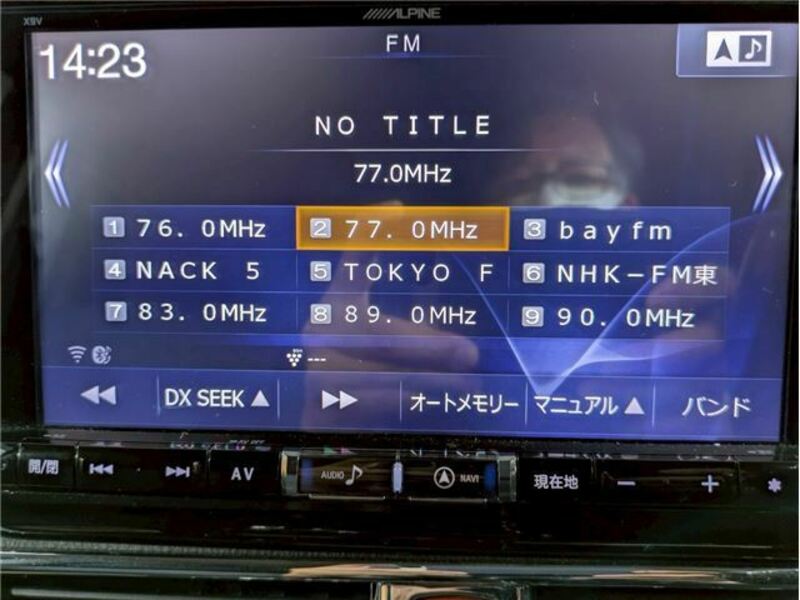 X9V
ALPINE
14:23
FM
NO TITLE
77.0MHz
1 76.0MHz 2 77.0MHz 3 bayfm
4 NACK 5 5 TOKYO F 6 NHK-FM東
7 83.0MHz 8 89.0MHz 9 90.0MHz
---
DX SEEK▲ オートメモリー マニュアル▲ バンド
開/閉 AV AUDIO NAVI 現在地 - +